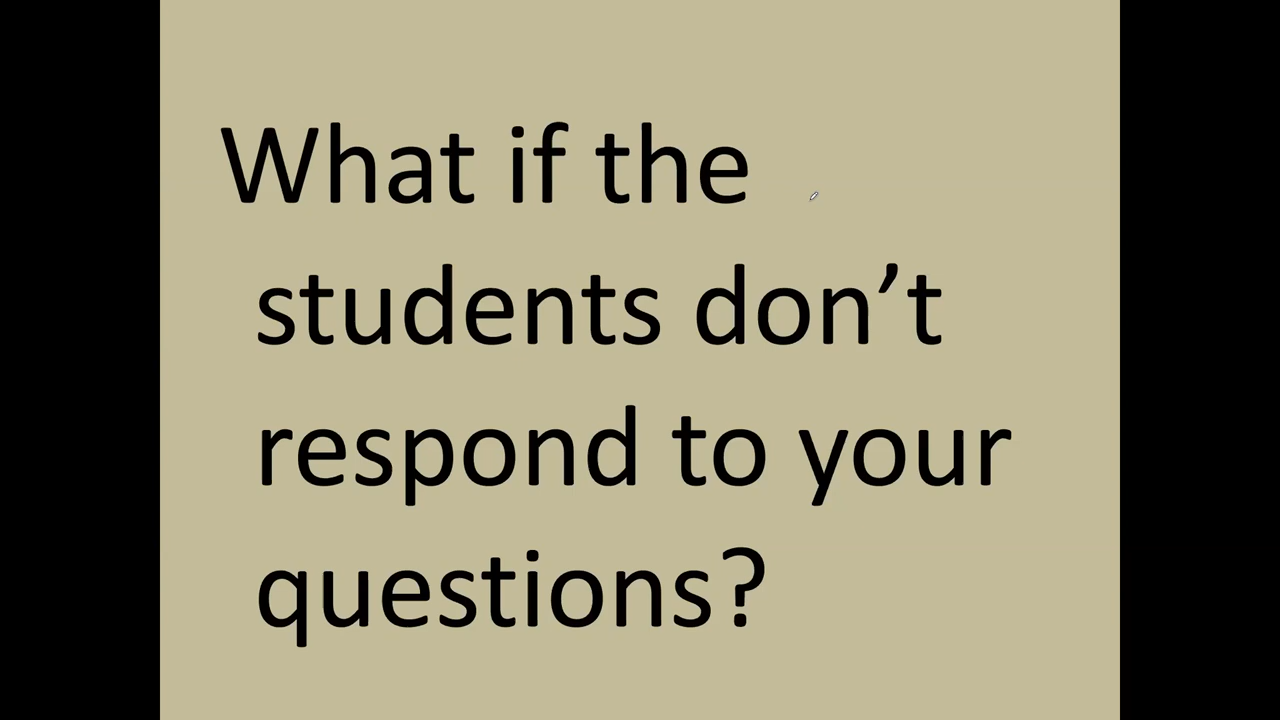 What if the
students don’t
respond to your
questions?